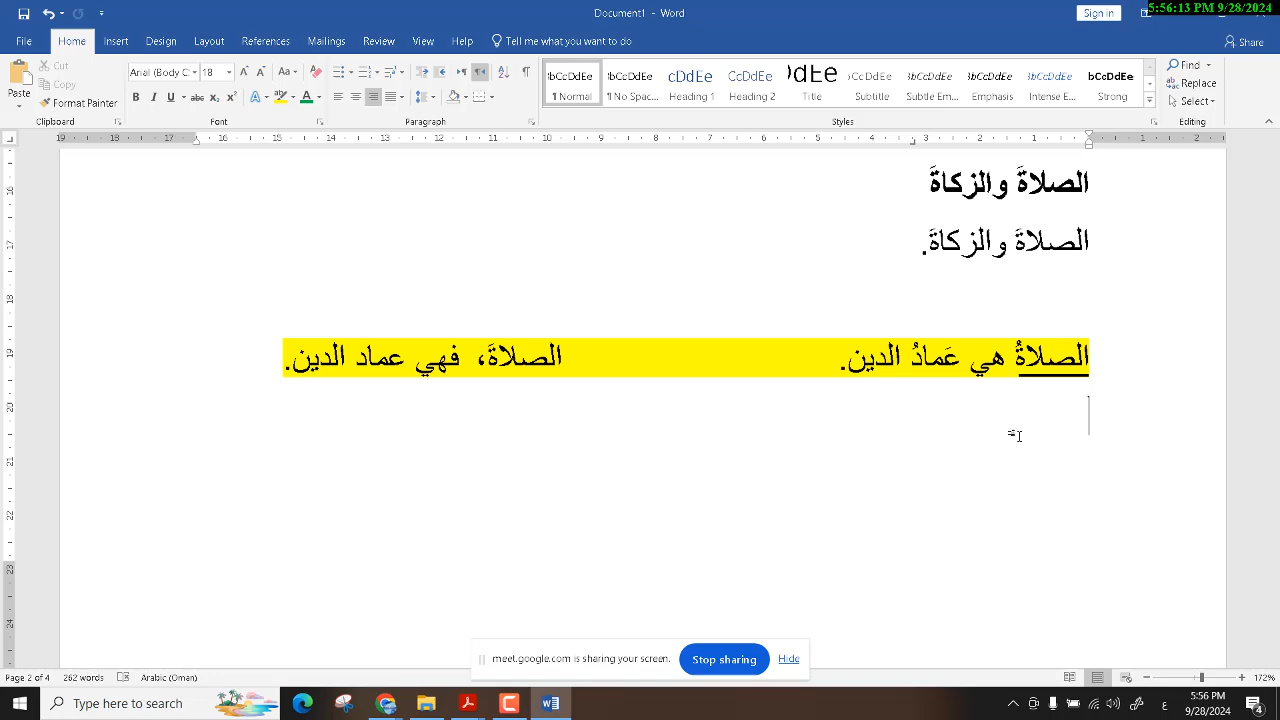 5:56:13 PM 9/28/2024
Document1 - Word
Sign in
File Home Insert Design Layout References Mailings Review View Help Tell me what you want to do Share
Paste
Cut
Copy
Format Painter
Clipboard
Arial (Body C 18
Font
Paragraph
¶ Normal
¶ No Spac...
Heading 1
Heading 2
Title
Subtitle
Subtle Em...
Emphasis
Intense E...
Strong
Styles
Find
Replace
Select
Editing
الصلاةَ والزكاةَ
الصلاةَ والزكاةَ.
الصلاةُ هي عَمادُ الدين. الصلاةَ، فهي عماد الدين.
meet.google.com is sharing your screen. Stop sharing Hide
Page 2 of 4 262 words Arabic (Oman) 172%
Type here to search
5:56 PM
9/28/2024